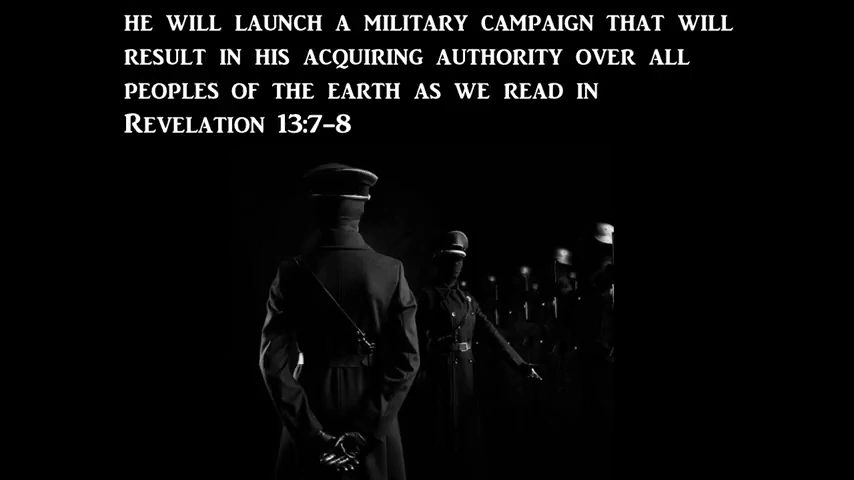 HE WILL LAUNCH A MILITARY CAMPAIGN THAT WILL
RESULT IN HIS ACQUIRING AUTHORITY OVER ALL
PEOPLES OF THE EARTH AS WE READ IN
REVELATION 13:7-8